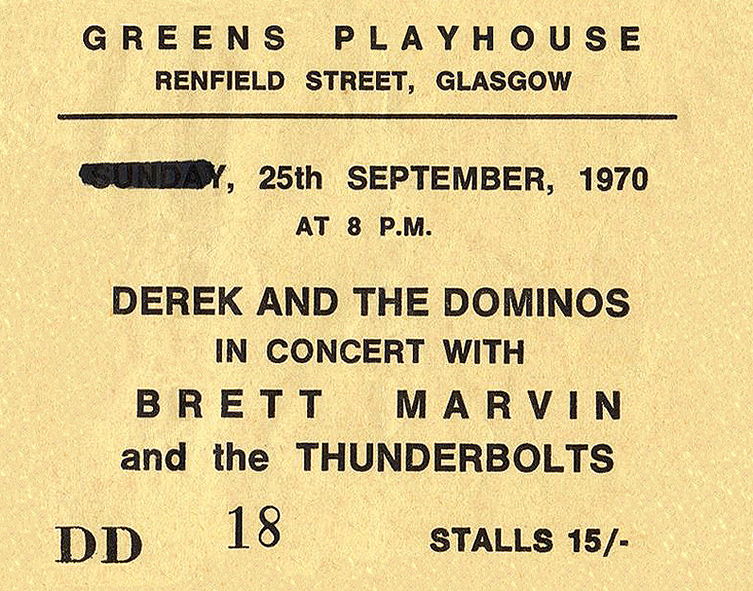 GREENS PLAYHOUSE
RENFIELD STREET, GLASGOW
SUNDAY, 25th SEPTEMBER, 1970
AT 8 P.M.
DEREK AND THE DOMINOS
IN CONCERT WITH
BRETT MARVIN
and the THUNDERBOLTS
DD 18 STALLS 15/-